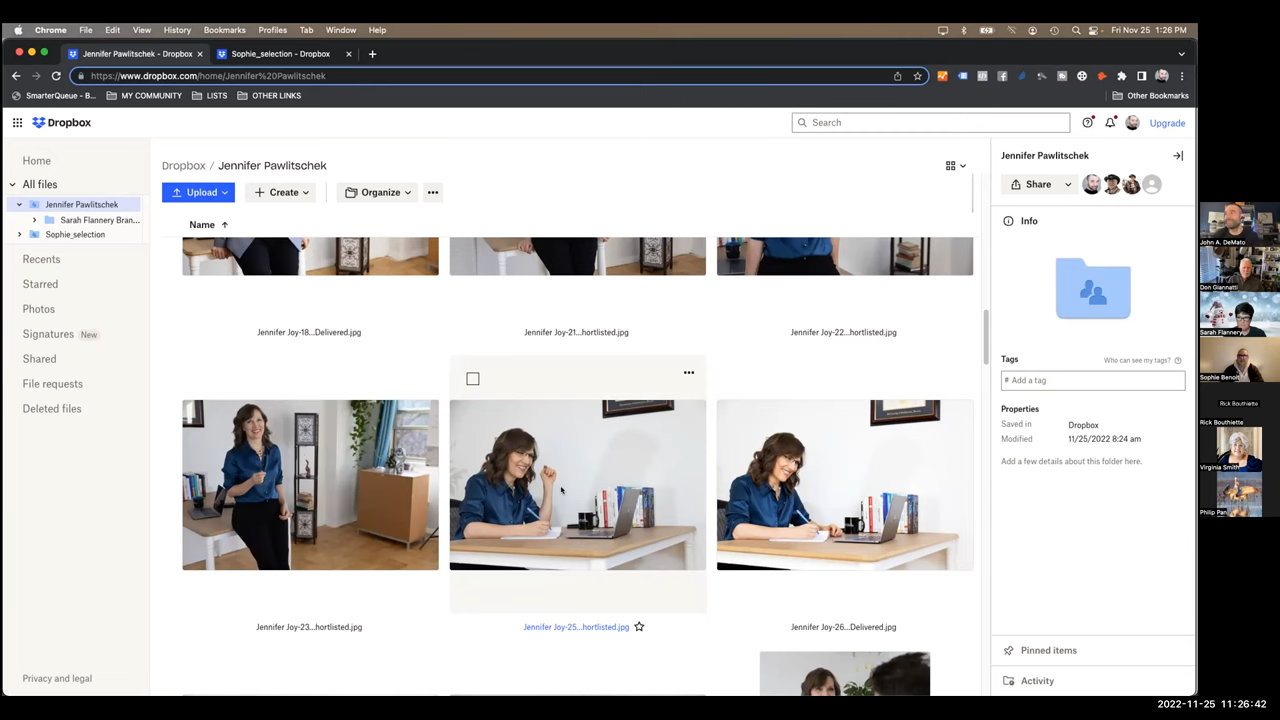 Chrome File Edit View History Bookmarks Profiles Tab Window Help Fri Nov 25 1:26 PM
Jennifer Pawlitschek - Dropbox Sophie_selection - Dropbox
https://www.dropbox.com/home/Jennifer%20Pawlitschek
SmarterQueue - B... MY COMMUNITY LISTS OTHER LINKS Other Bookmarks
Dropbox Search Upgrade
Home
All files
Jennifer Pawlitschek
Sarah Flannery Bran...
Sophie_selection
Recents
Starred
Photos
Signatures New
Shared
File requests
Deleted files
Privacy and legal
Dropbox / Jennifer Pawlitschek
Upload Create Organize
Name
Jennifer Joy-18...Delivered.jpg
Jennifer Joy-21...hortlisted.jpg
Jennifer Joy-22...hortlisted.jpg
Jennifer Joy-23...hortlisted.jpg
Jennifer Joy-25...hortlisted.jpg
Jennifer Joy-26...Delivered.jpg
Jennifer Pawlitschek
Share
Info
Tags Who can see my tags?
# Add a tag
Properties
Saved in Dropbox
Modified 11/25/2022 8:24 am
Add a few details about this folder here.
Pinned items
Activity
John A. DeMato
Don Giannatti
Sarah Flannery
Sophie Benoit
Rick Bouthiette
Rick Bouthiette
Virginia Smith
Philip Pan
2022-11-25 11:26:42